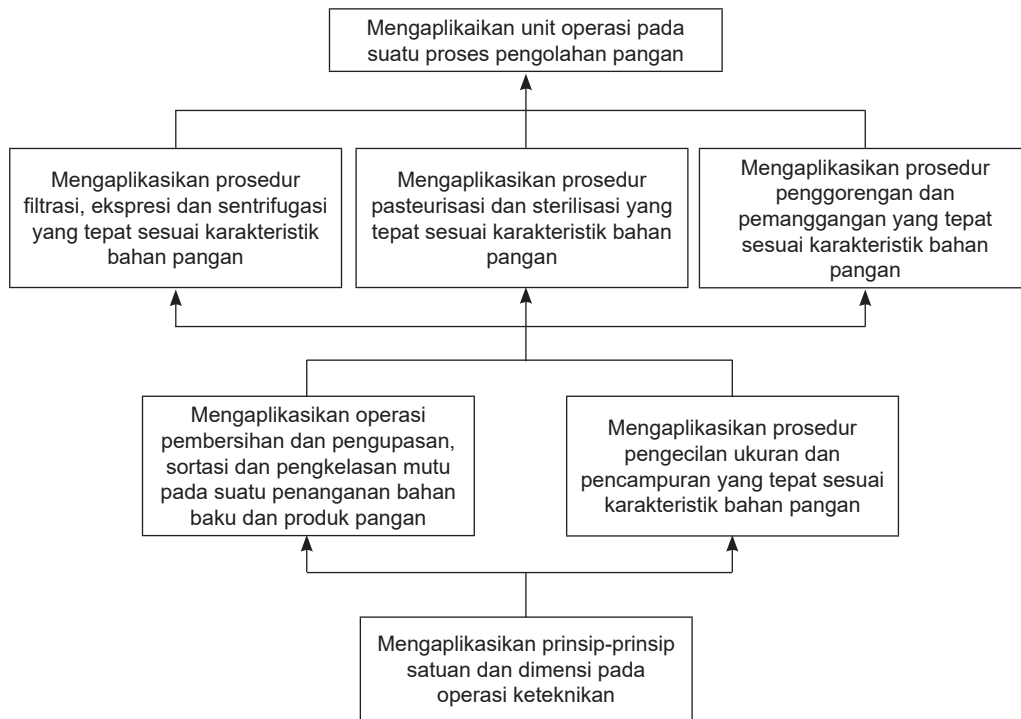 Mengaplikaikan unit operasi pada
suatu proses pengolahan pangan
Mengaplikasikan prosedur
filtrasi, ekspresi dan sentrifugasi
yang tepat sesuai karakteristik
bahan pangan
Mengaplikasikan prosedur
pasteurisasi dan sterilisasi yang
tepat sesuai karakteristik bahan
pangan
Mengaplikasikan prosedur
penggorengan dan
pemanggangan yang tepat
sesuai karakteristik bahan
pangan
Mengaplikasikan operasi
pembersihan dan pengupasan,
sortasi dan pengkelasan mutu
pada suatu penanganan bahan
baku dan produk pangan
Mengaplikasikan prosedur
pengecilan ukuran dan
pencampuran yang tepat sesuai
karakteristik bahan pangan
Mengaplikasikan prinsip-prinsip
satuan dan dimensi pada
operasi keteknikan